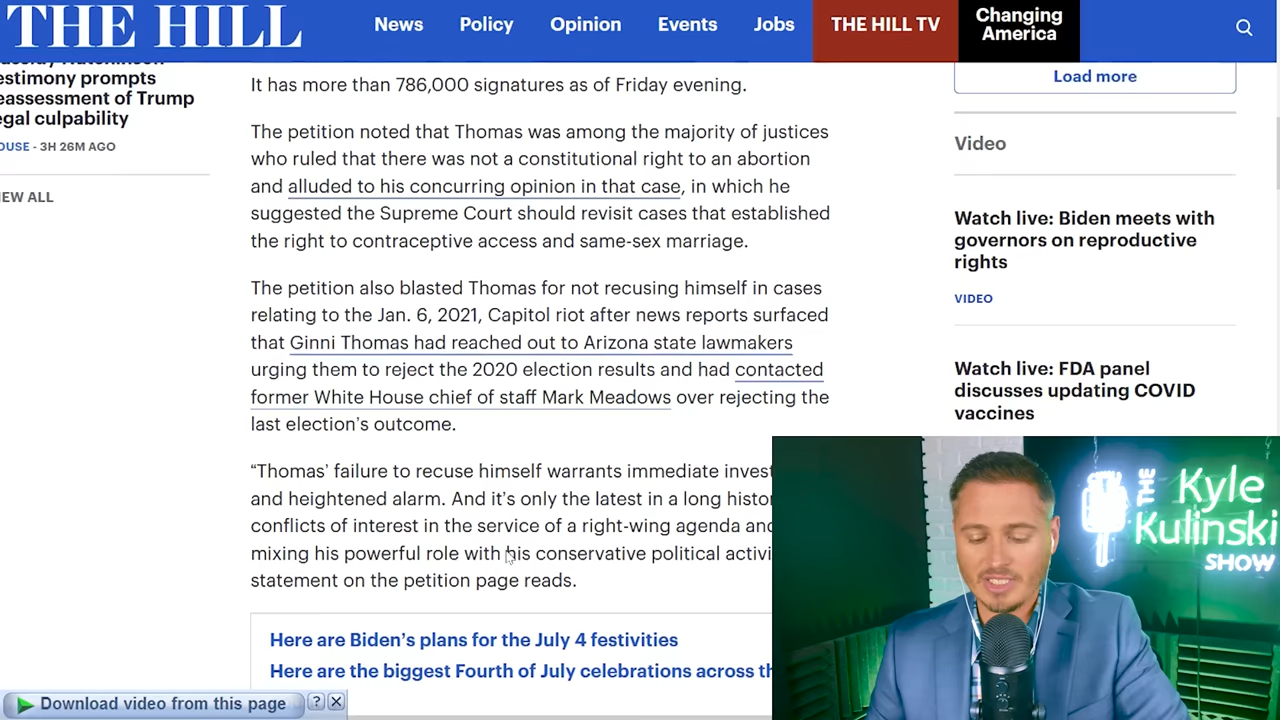 THE HILL
News
Policy
Opinion
Events
Jobs
THE HILL TV
Changing
America
estimony prompts
eassessment of Trump
egal culpability
OUSE - 3H 26M AGO
EW ALL
It has more than 786,000 signatures as of Friday evening.
The petition noted that Thomas was among the majority of justices
who ruled that there was not a constitutional right to an abortion
and alluded to his concurring opinion in that case, in which he
suggested the Supreme Court should revisit cases that established
the right to contraceptive access and same-sex marriage.
The petition also blasted Thomas for not recusing himself in cases
relating to the Jan. 6, 2021, Capitol riot after news reports surfaced
that Ginni Thomas had reached out to Arizona state lawmakers
urging them to reject the 2020 election results and had contacted
former White House chief of staff Mark Meadows over rejecting the
last election’s outcome.
“Thomas’ failure to recuse himself warrants immediate invest
and heightened alarm. And it’s only the latest in a long histor
conflicts of interest in the service of a right-wing agenda and
mixing his powerful role with his conservative political activi
statement on the petition page reads.
Here are Biden’s plans for the July 4 festivities
Here are the biggest Fourth of July celebrations across th
Load more
Video
Watch live: Biden meets with
governors on reproductive
rights
VIDEO
Watch live: FDA panel
discusses updating COVID
vaccines
THE
Kyle
Kulinski
SHOW
Download video from this page
?